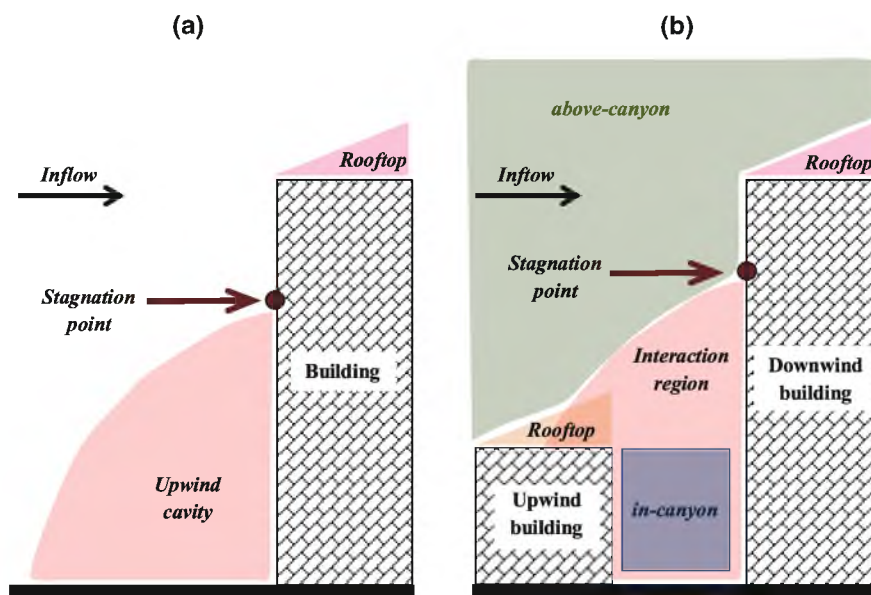 (a)
Rooftop
Inflow
Stagnation
point
Building
Upwind
cavity
(b)
above-canyon
Rooftop
Inftow
Stagnation
point
Interaction
region
Downwind
building
Rooftop
Upwind
building
in-canyon